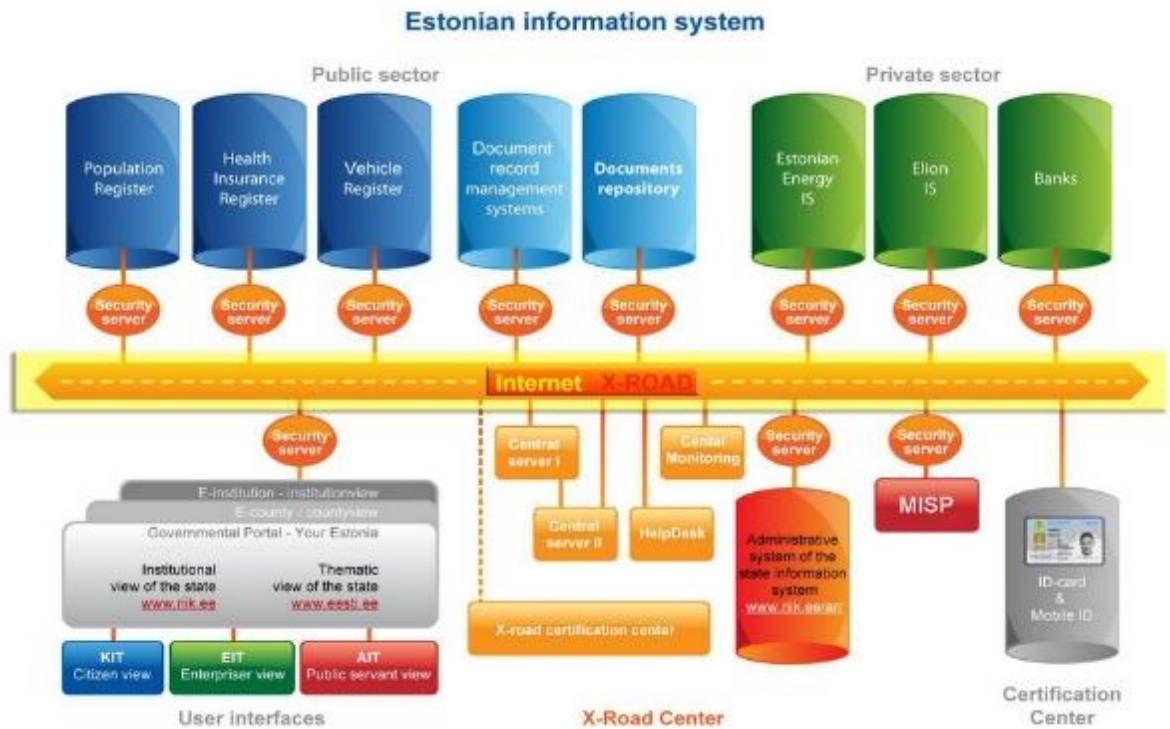 Estonian information system
Public sector
Private sector
Population
Register
Health
Insurance
Register
Vehicle
Register
Document
record
management
systems
Documents
repository
Estonian
Energy
IS
Elion
IS
Banks
Security
server
Security
server
Security
server
Security
server
Security
server
Security
server
Security
server
Security
server
Internet X-ROAD
Security
server
Central
server I
Cental
Monitoring
Security
server
Security
server
E-institution - institutionview
E-county - countyview
Governmental Portal - Your Estonia
Institutional
view of the state
www.riik.ee
Thematic
view of the state
www.eesti.ee
Central
server II
HelpDesk
Administrative
system of the
state information
system
www.riik.ee/arr
MISP
ID-card
&
Mobile ID
X-road certification center
KIT
Citizen view
EIT
Enterpriser view
AIT
Public servant view
User interfaces
X-Road Center
Certification
Center